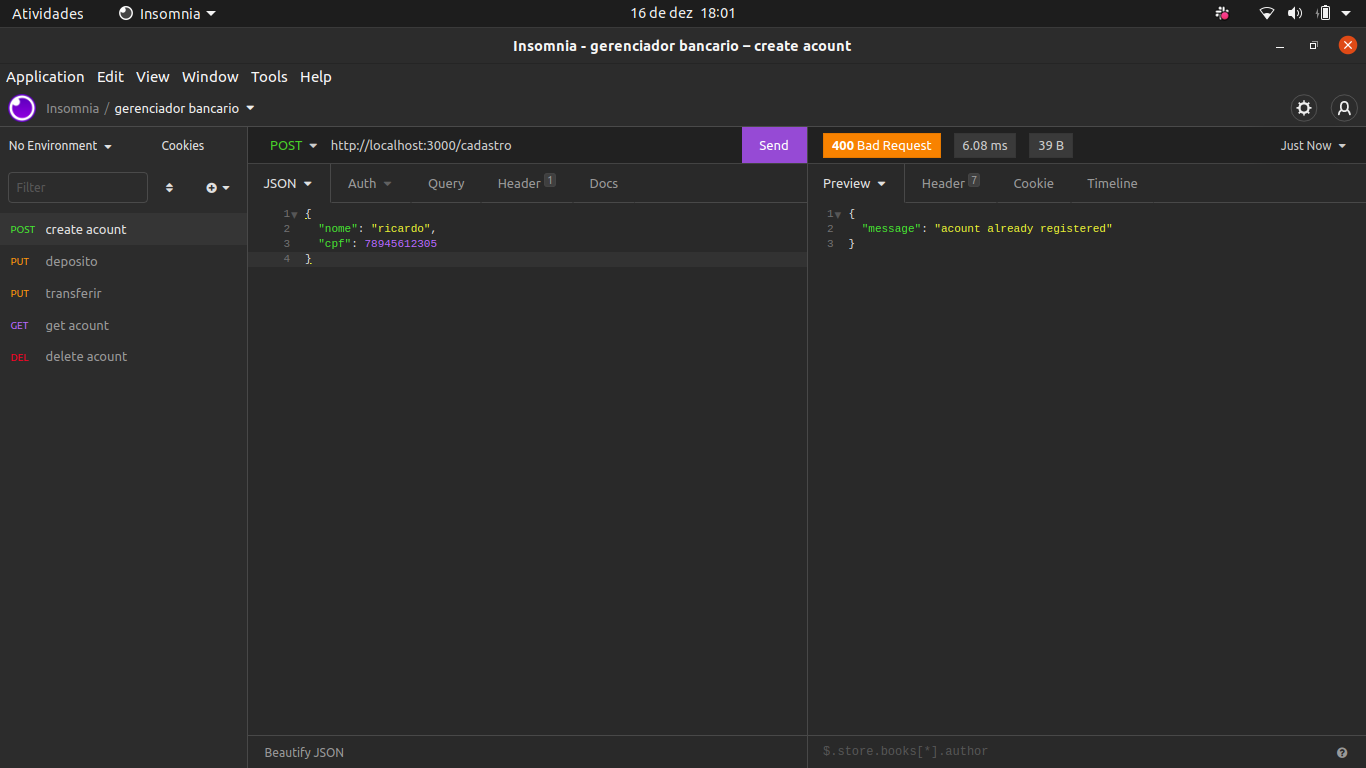 Atividades Insomnia 16 de dez 18:01
Insomnia - gerenciador bancario – create acount
Application Edit View Window Tools Help
Insomnia / gerenciador bancario
No Environment Cookies
POST http://localhost:3000/cadastro Send
400 Bad Request 6.08 ms 39 B Just Now
Filter
JSON Auth Query Header 1 Docs
Preview Header 7 Cookie Timeline
POST create acount
PUT deposito
PUT transferir
GET get acount
DEL delete acount
1 {
2 "nome": "ricardo",
3 "cpf": 78945612305
4 }
1 {
2 "message": "acount already registered"
3 }
Beautify JSON
$.store.books[*].author